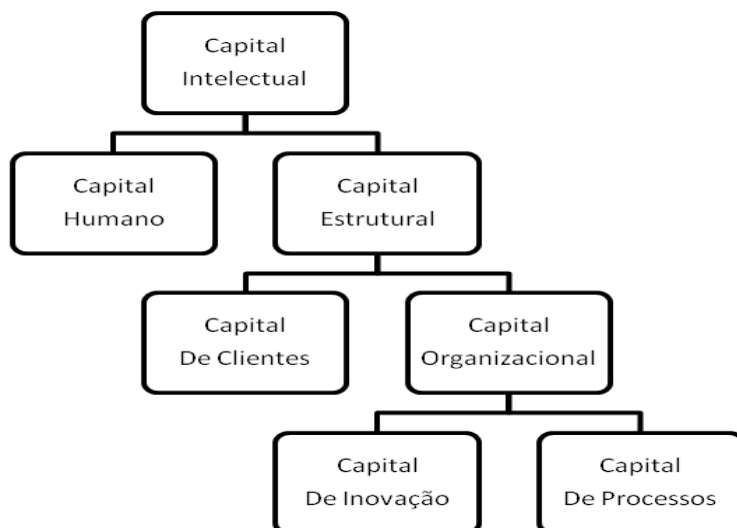 Capital
Intelectual
Capital
Humano
Capital
Estrutural
Capital
De Clientes
Capital
Organizacional
Capital
De Inovação
Capital
De Processos